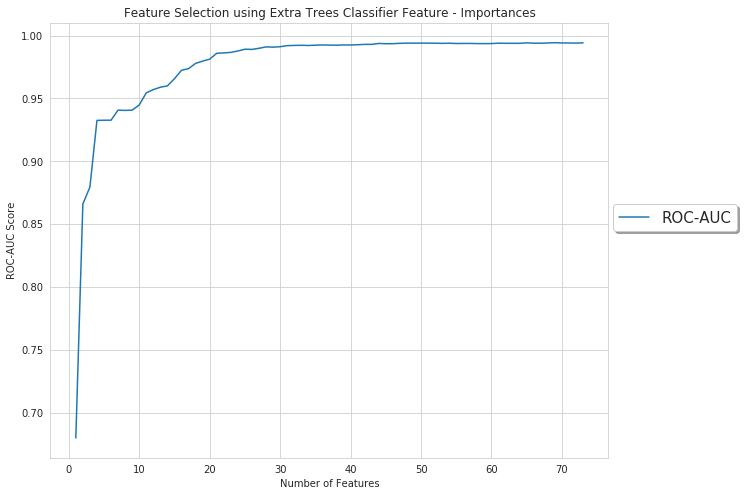 Feature Selection using Extra Trees Classifier Feature - Importances
1.00
0.95
0.90
0.85
0.80
0.75
0.70
ROC-AUC Score
0 10 20 30 40 50 60 70
Number of Features
ROC-AUC